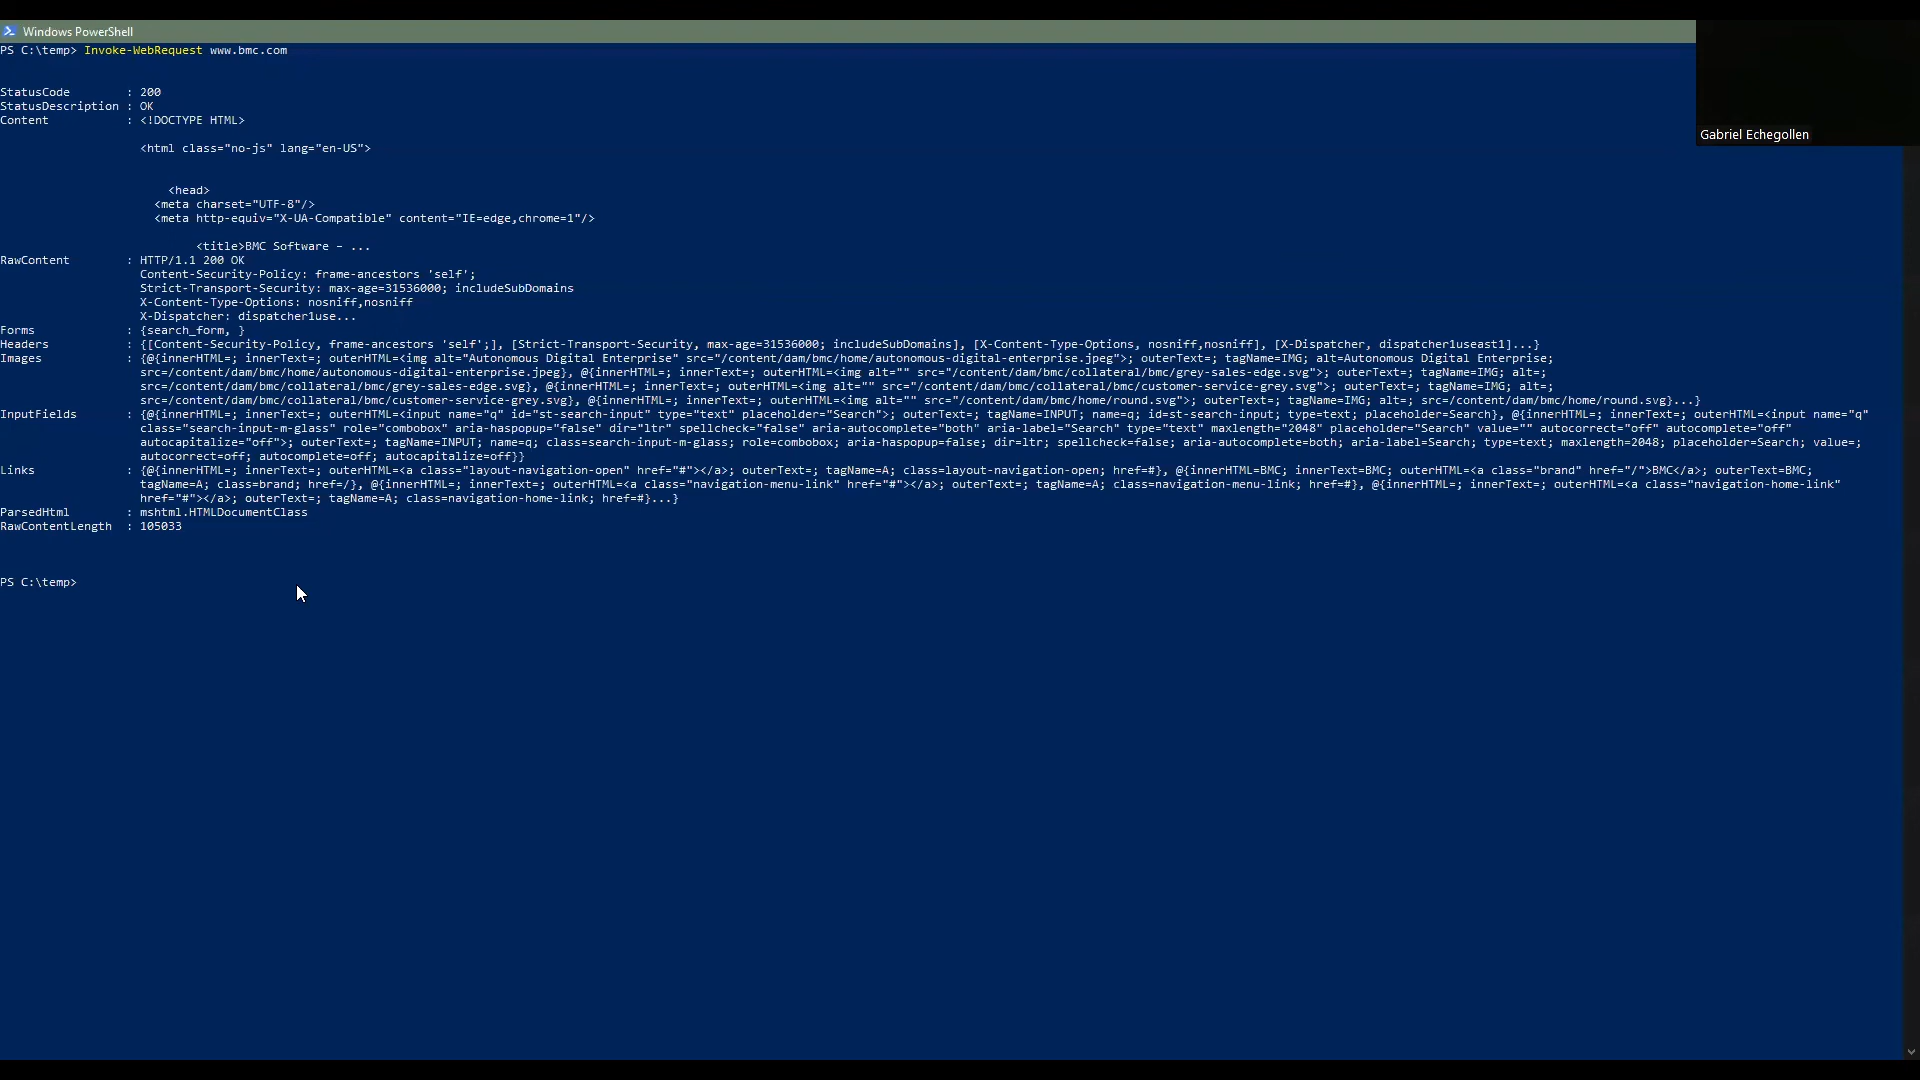 Windows PowerShell
PS C:\temp> Invoke-WebRequest www.bmc.com
StatusCode : 200
StatusDescription : OK
Content : <!DOCTYPE HTML>
<html class="no-js" lang="en-US">
<head>
<meta charset="UTF-8"/>
<meta http-equiv="X-UA-Compatible" content="IE=edge,chrome=1"/>
<title>BMC Software – ...
RawContent : HTTP/1.1 200 OK
Content-Security-Policy: frame-ancestors 'self';
Strict-Transport-Security: max-age=31536000; includeSubDomains
X-Content-Type-Options: nosniff,nosniff
X-Dispatcher: dispatcher1use...
Forms : {search_form, }
Headers : {[Content-Security-Policy, frame-ancestors 'self';], [Strict-Transport-Security, max-age=31536000; includeSubDomains], [X-Content-Type-Options, nosniff,nosniff], [X-Dispatcher, dispatcher1useast1]...}
Images : {@{innerHTML=; innerText=; outerHTML=<img alt="Autonomous Digital Enterprise" src="/content/dam/bmc/home/autonomous-digital-enterprise.jpeg">; outerText=; tagName=IMG; alt=Autonomous Digital Enterprise;
src=/content/dam/bmc/home/autonomous-digital-enterprise.jpeg}, @{innerHTML=; innerText=; outerHTML=<img alt="" src="/content/dam/bmc/collateral/bmc/grey-sales-edge.svg">; outerText=; tagName=IMG; alt=;
src=/content/dam/bmc/collateral/bmc/grey-sales-edge.svg}, @{innerHTML=; innerText=; outerHTML=<img alt="" src="/content/dam/bmc/collateral/bmc/customer-service-grey.svg">; outerText=; tagName=IMG; alt=;
src=/content/dam/bmc/collateral/bmc/customer-service-grey.svg}, @{innerHTML=; innerText=; outerHTML=<img alt="" src="/content/dam/bmc/home/round.svg">; outerText=; tagName=IMG; alt=; src=/content/dam/bmc/home/round.svg}...}
InputFields : {@{innerHTML=; innerText=; outerHTML=<input name="q" id="st-search-input" type="text" placeholder="Search">; outerText=; tagName=INPUT; name=q; id=st-search-input; type=text; placeholder=Search}, @{innerHTML=; innerText=; outerHTML=<input name="q"
class="search-input-m-glass" role="combobox" aria-haspopup="false" dir="ltr" spellcheck="false" aria-autocomplete="both" aria-label="Search" type="text" maxlength="2048" placeholder="Search" value="" autocorrect="off" autocomplete="off"
autocapitalize="off">; outerText=; tagName=INPUT; name=q; class=search-input-m-glass; role=combobox; aria-haspopup=false; dir=ltr; spellcheck=false; aria-autocomplete=both; aria-label=Search; type=text; maxlength=2048; placeholder=Search; value=;
autocorrect=off; autocomplete=off; autocapitalize=off}}
Links : {@{innerHTML=; innerText=; outerHTML=<a class="layout-navigation-open" href="#"></a>; outerText=; tagName=A; class=layout-navigation-open; href=#}, @{innerHTML=BMC; innerText=BMC; outerHTML=<a class="brand" href="/">BMC</a>; outerText=BMC;
tagName=A; class=brand; href=/}, @{innerHTML=; innerText=; outerHTML=<a class="navigation-menu-link" href="#"></a>; outerText=; tagName=A; class=navigation-menu-link; href=#}, @{innerHTML=; innerText=; outerHTML=<a class="navigation-home-link"
href="#"></a>; outerText=; tagName=A; class=navigation-home-link; href=#}...}
ParsedHtml : mshtml.HTMLDocumentClass
RawContentLength : 105033
PS C:\temp>
Gabriel Echegollen